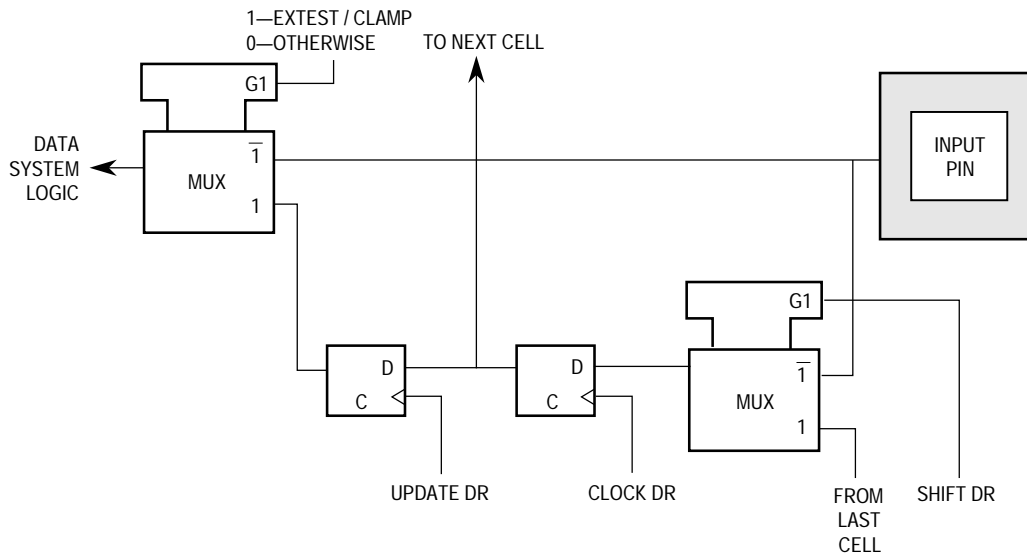 1—EXTEST / CLAMP
0—OTHERWISE
TO NEXT CELL
G1
DATA
SYSTEM
LOGIC
MUX
1̅
1
INPUT
PIN
G1
D
C
D
C
MUX
1̅
1
UPDATE DR
CLOCK DR
FROM
LAST
CELL
SHIFT DR